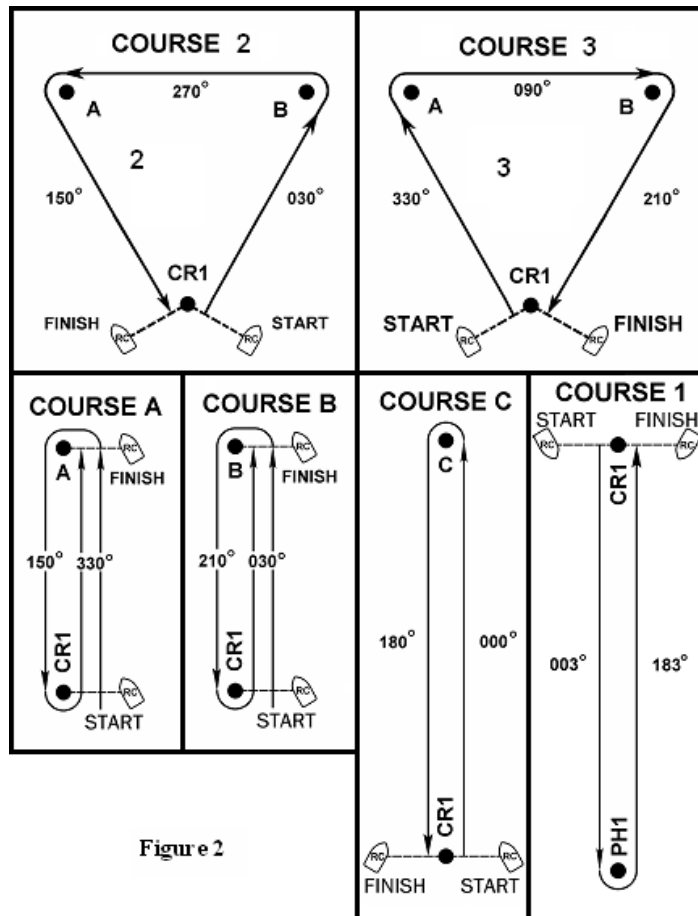 COURSE 2
270°
A
B
2
150°
030°
CR1
FINISH
RC
RC
START
COURSE 3
090°
A
B
3
330°
210°
CR1
START
RC
RC
FINISH
COURSE A
A
RC
FINISH
150°
330°
CR1
RC
START
COURSE B
B
RC
FINISH
210°
030°
CR1
RC
START
COURSE C
C
180°
000°
CR1
RC
RC
FINISH
START
COURSE 1
START
FINISH
RC
RC
CR1
003°
183°
PH1
Figure 2